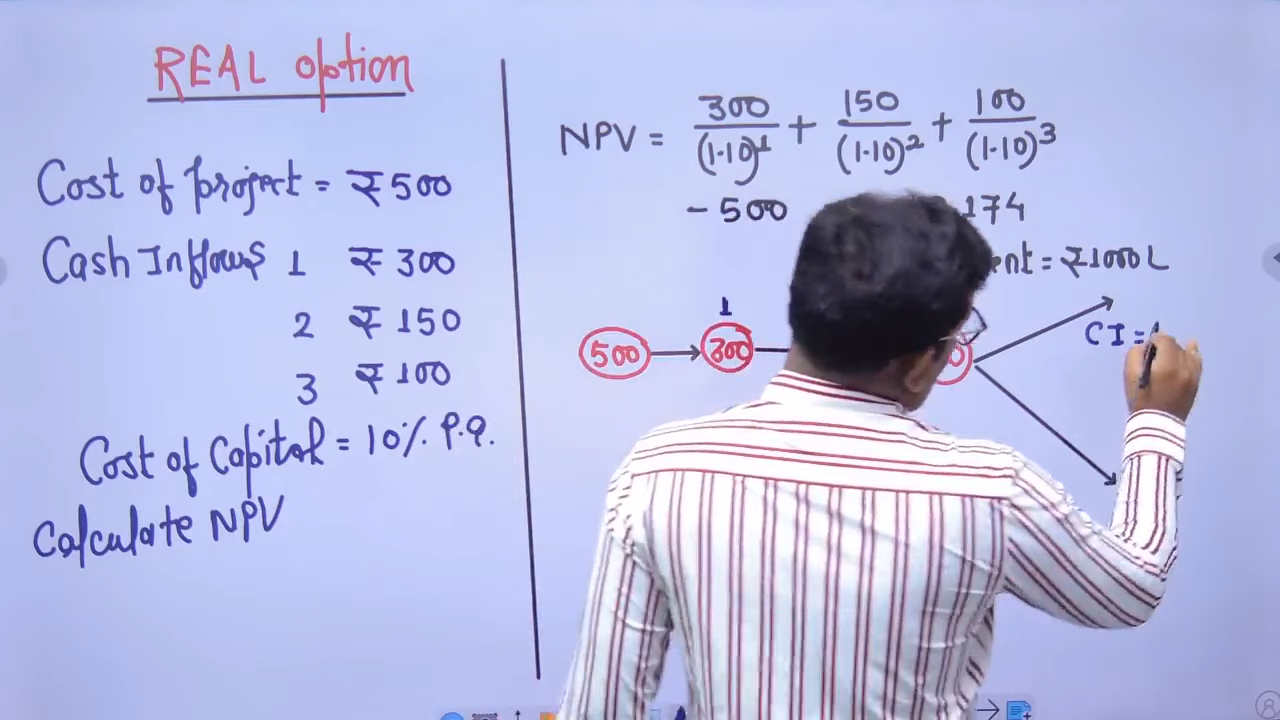 REAL option
Cost of project = ₹500
Cash Inflows 1 ₹300
2 ₹150
3 ₹100
Cost of Capital = 10% P.a.
Calculate NPV
NPV = 300/(1.10)^1 + 150/(1.10)^2 + 100/(1.10)^3
- 500
174
= ₹1000 L
1
500 300
CI =